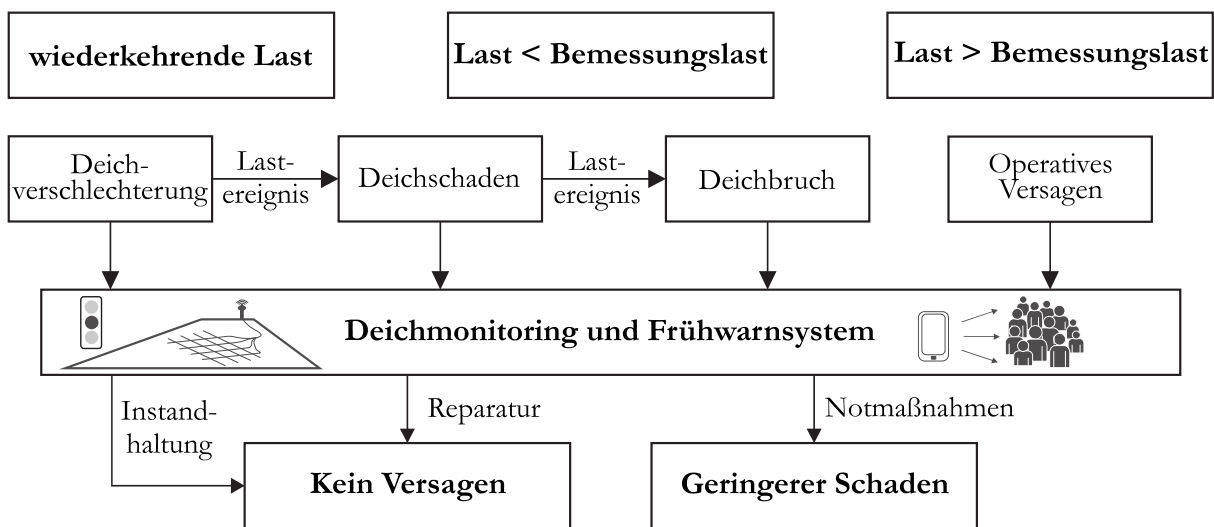 wiederkehrende Last
Last < Bemessungslast
Last > Bemessungslast
Deich-
verschlechterung
Last-
ereignis
Deichschaden
Last-
ereignis
Deichbruch
Operatives
Versagen
Deichmonitoring und Frühwarnsystem
Instand-
haltung
Reparatur
Notmaßnahmen
Kein Versagen
Geringerer Schaden